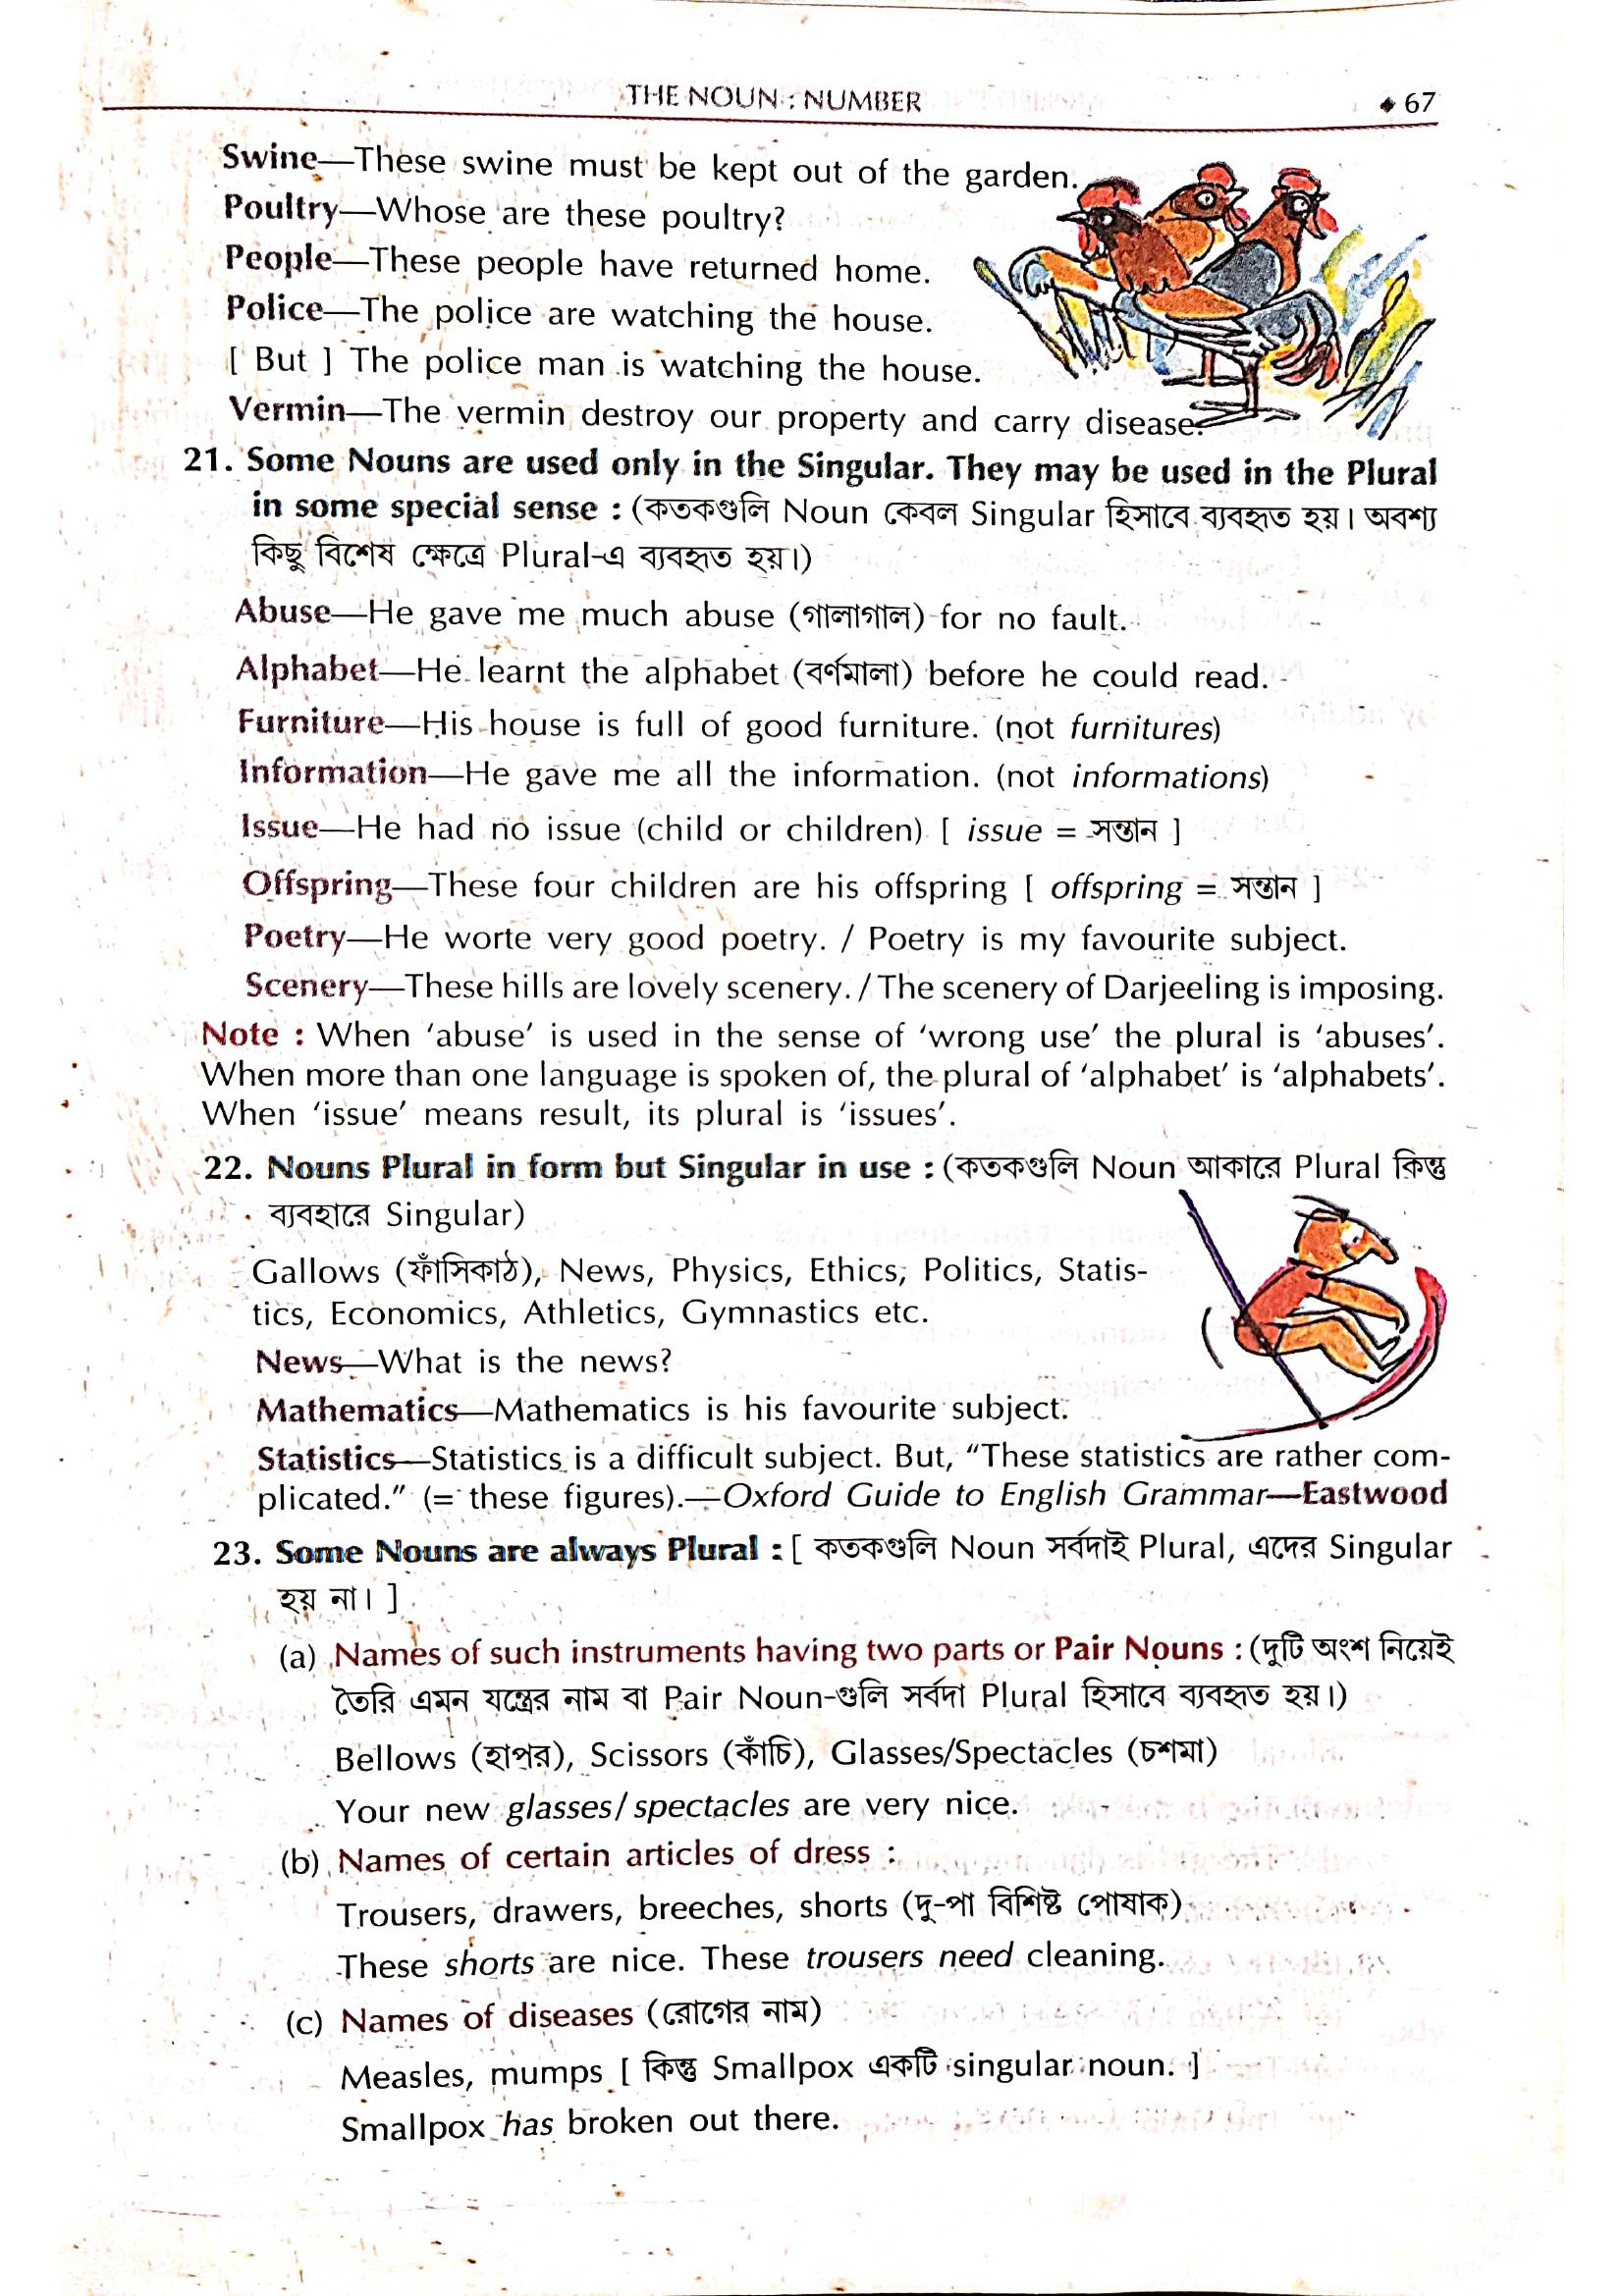 THE NOUN : NUMBER ◆ 67
Swine—These swine must be kept out of the garden.
Poultry—Whose are these poultry?
People—These people have returned home.
Police—The police are watching the house.
[ But ] The police man is watching the house.
Vermin—The vermin destroy our property and carry disease.
21. Some Nouns are used only in the Singular. They may be used in the Plural
in some special sense : (কতকগুলি Noun কেবল Singular হিসাবে ব্যবহৃত হয়। অবশ্য
কিছু বিশেষ ক্ষেত্রে Plural-এ ব্যবহৃত হয়।)
Abuse—He gave me much abuse (গালাগাল) for no fault.
Alphabet—He learnt the alphabet (বর্ণমালা) before he could read.
Furniture—His house is full of good furniture. (not furnitures)
Information—He gave me all the information. (not informations)
Issue—He had no issue (child or children) [ issue = সন্তান ]
Offspring—These four children are his offspring [ offspring = সন্তান ]
Poetry—He worte very good poetry. / Poetry is my favourite subject.
Scenery—These hills are lovely scenery. / The scenery of Darjeeling is imposing.
Note : When ‘abuse’ is used in the sense of ‘wrong use’ the plural is ‘abuses’.
When more than one language is spoken of, the plural of ‘alphabet’ is ‘alphabets’.
When ‘issue’ means result, its plural is ‘issues’.
22. Nouns Plural in form but Singular in use : (কতকগুলি Noun আকারে Plural কিন্তু
ব্যবহারে Singular)
Gallows (ফাঁসিকাঠ), News, Physics, Ethics, Politics, Statis-
tics, Economics, Athletics, Gymnastics etc.
News—What is the news?
Mathematics—Mathematics is his favourite subject.
Statistics—Statistics is a difficult subject. But, “These statistics are rather com-
plicated.” (= these figures).—Oxford Guide to English Grammar—Eastwood
23. Some Nouns are always Plural : [ কতকগুলি Noun সর্বদাই Plural, এদের Singular
হয় না। ]
(a) Names of such instruments having two parts or Pair Nouns : (দুটি অংশ নিয়েই
তৈরি এমন যন্ত্রের নাম বা Pair Noun-গুলি সর্বদা Plural হিসাবে ব্যবহৃত হয়।)
Bellows (হাপর), Scissors (কাঁচি), Glasses/Spectacles (চশমা)
Your new glasses/spectacles are very nice.
(b) Names of certain articles of dress :
Trousers, drawers, breeches, shorts (দু-পা বিশিষ্ট পোষাক)
These shorts are nice. These trousers need cleaning.
(c) Names of diseases (রোগের নাম)
Measles, mumps [ কিন্তু Smallpox একটি singular noun. ]
Smallpox has broken out there.